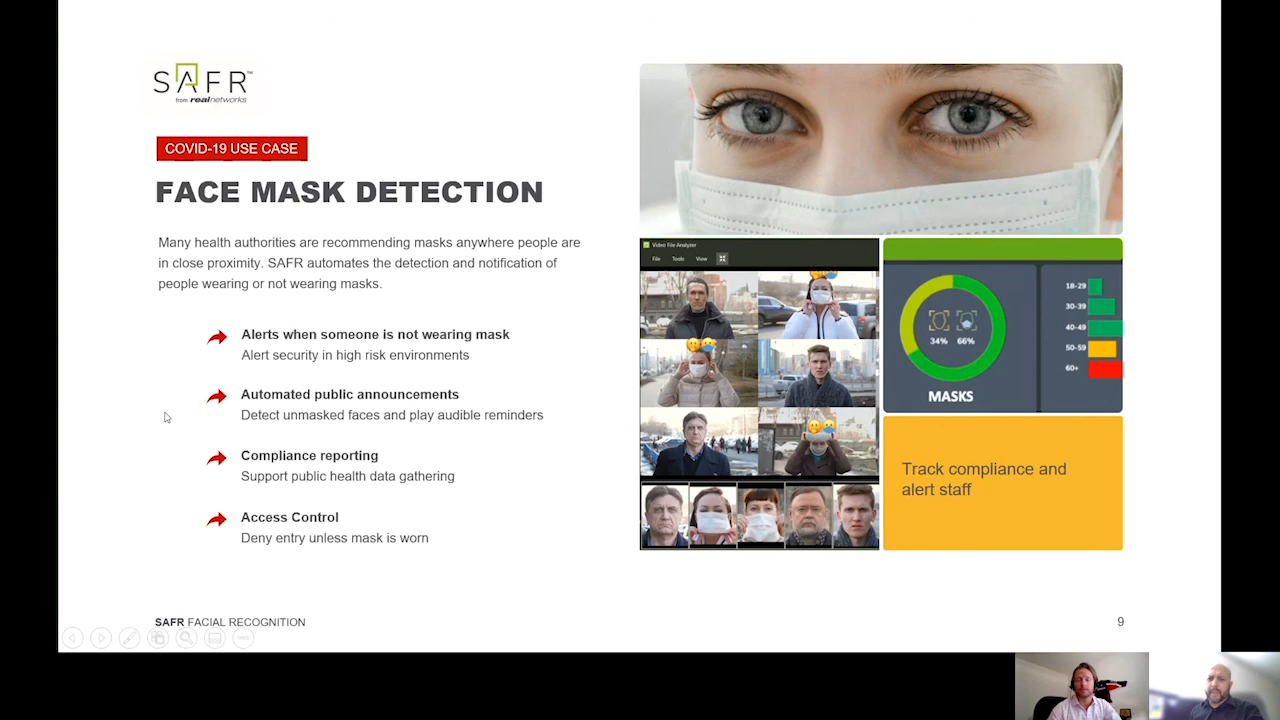 SAFR™
from realnetworks
COVID-19 USE CASE
FACE MASK DETECTION
Many health authorities are recommending masks anywhere people are
in close proximity. SAFR automates the detection and notification of
people wearing or not wearing masks.
Alerts when someone is not wearing mask
Alert security in high risk environments
Automated public announcements
Detect unmasked faces and play audible reminders
Compliance reporting
Support public health data gathering
Access Control
Deny entry unless mask is worn
Video File Analyzer
File Tools View
34% 66%
MASKS
18-29
30-39
40-49
50-59
60+
Track compliance and
alert staff
SAFR FACIAL RECOGNITION
9